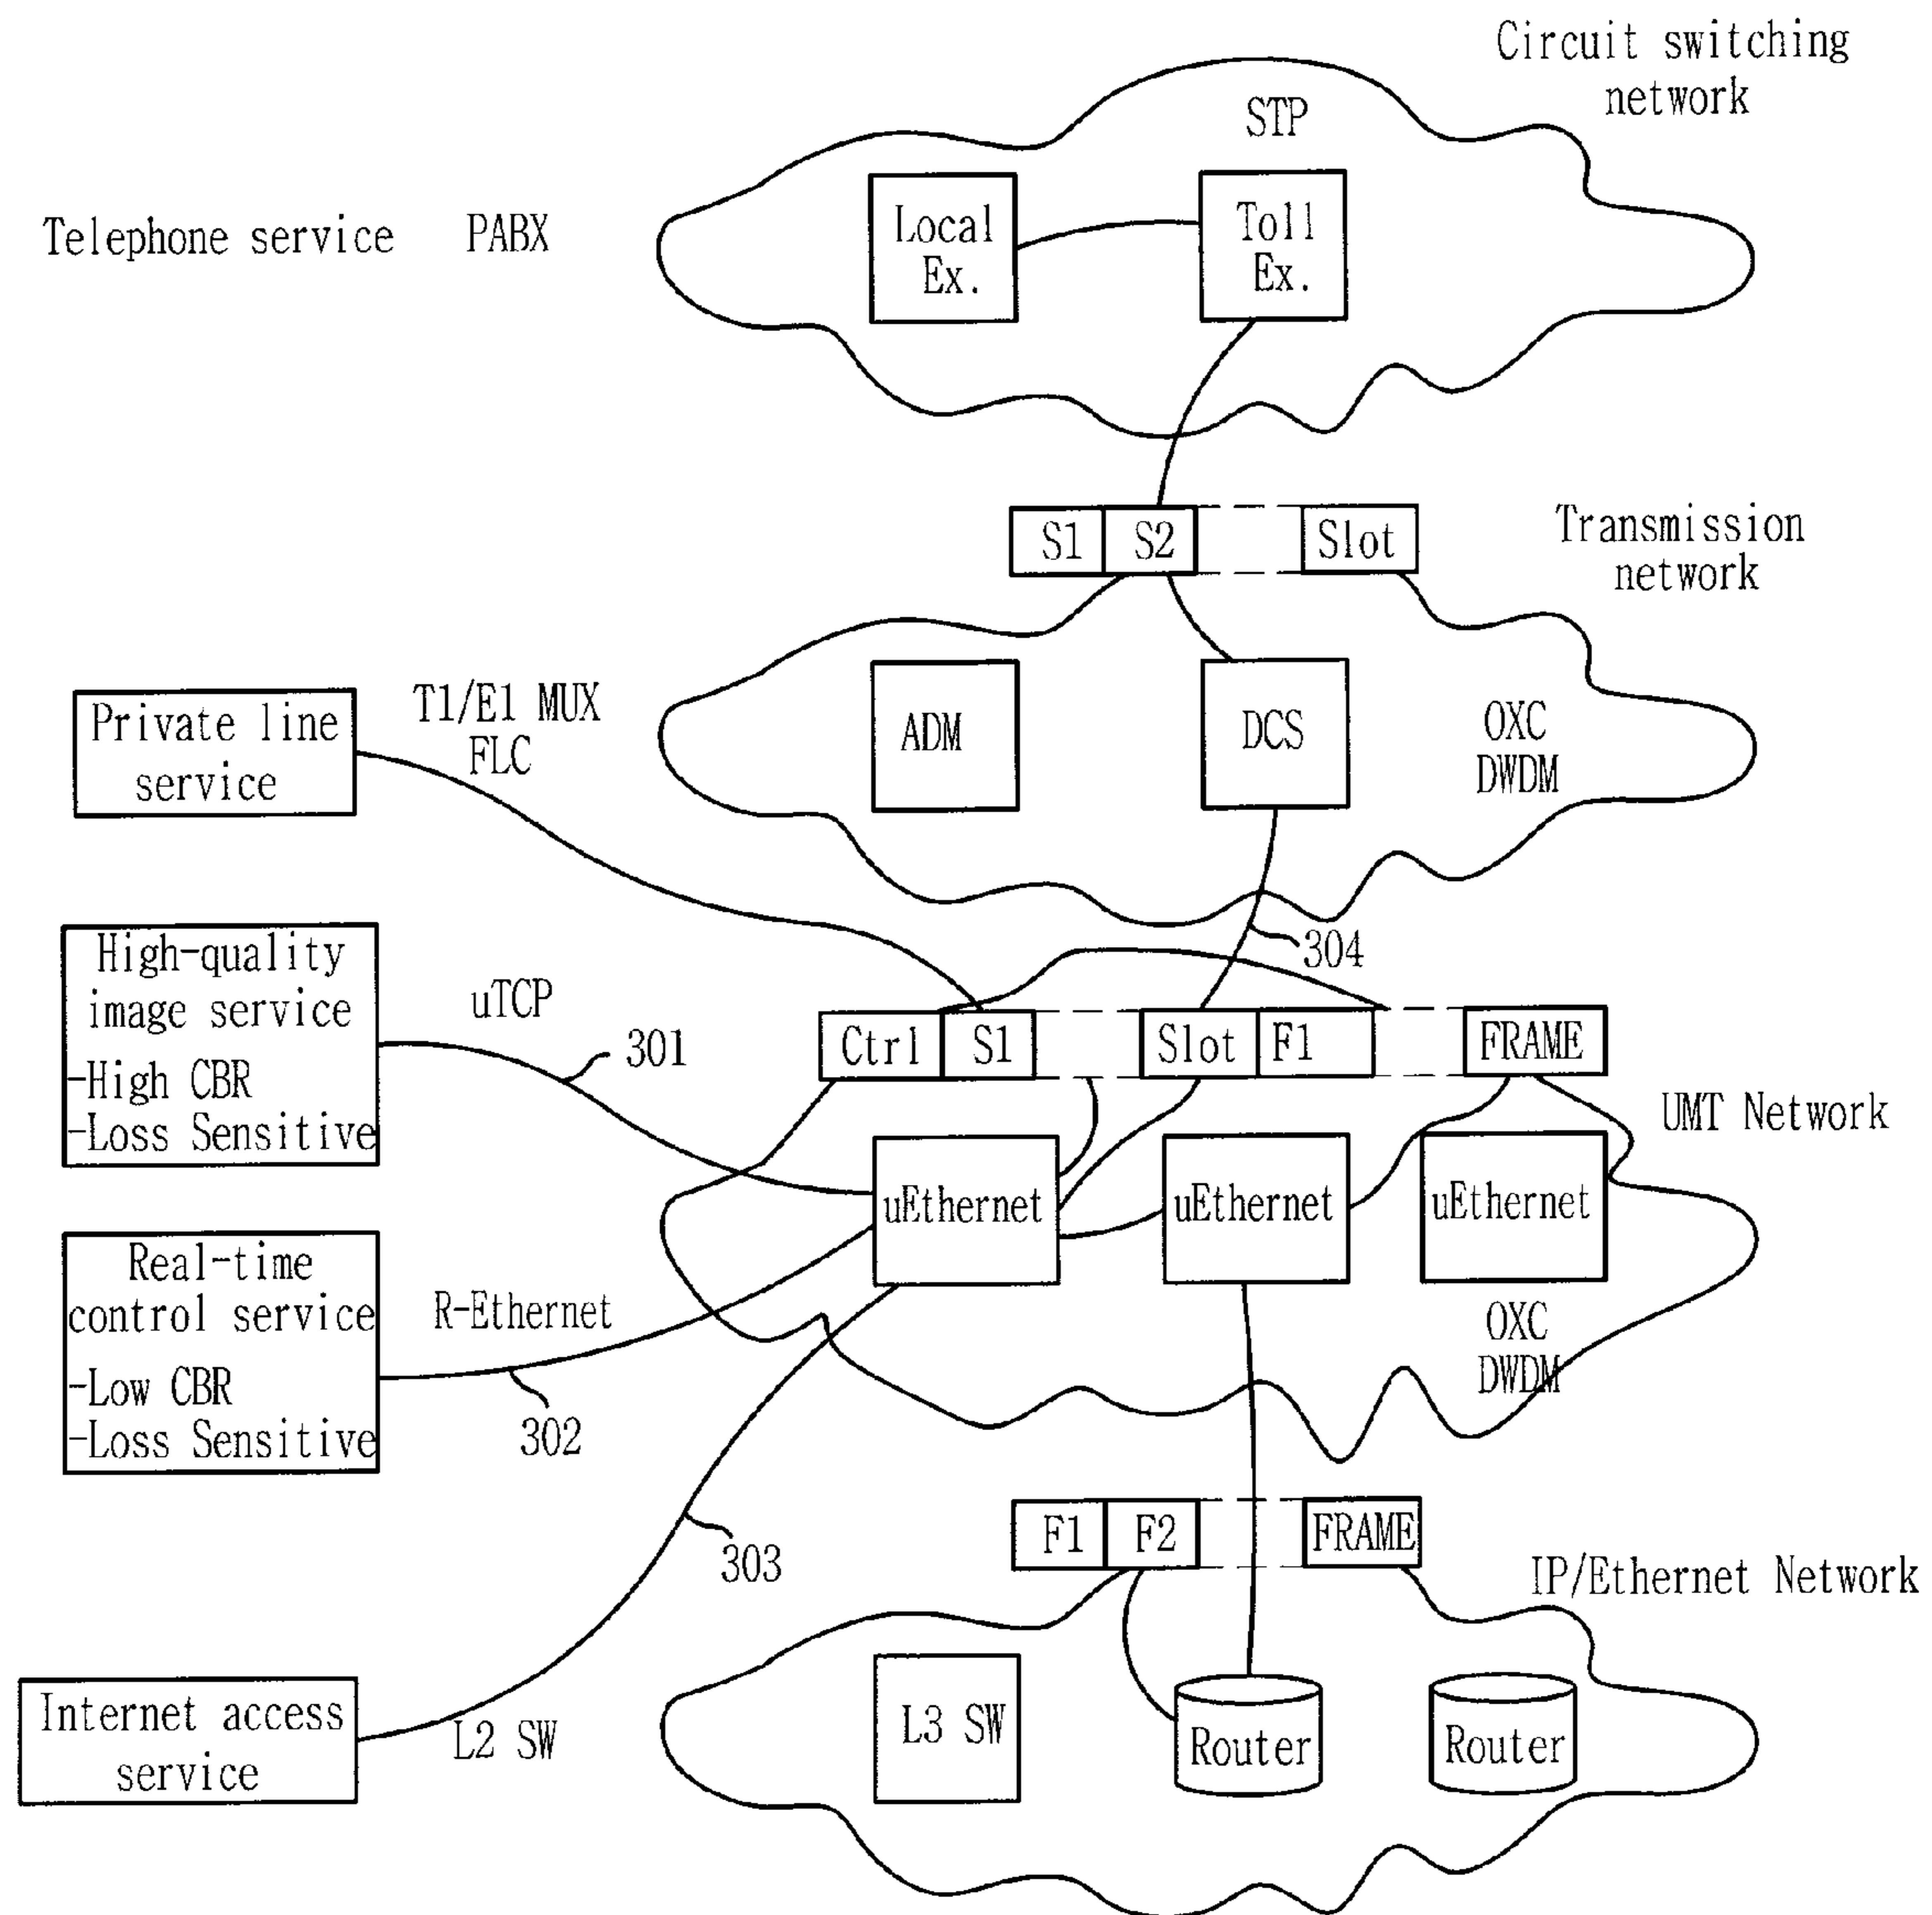 Circuit switching
network
STP
Telephone service
PABX
Local
Ex.
Toll
Ex.
S1
S2
Slot
Transmission
network
Private line
service
T1/E1 MUX
FLC
ADM
DCS
OXC
DWDM
304
High-quality
image service
-High CBR
-Loss Sensitive
uTCP
301
Ctrl
S1
Slot
F1
FRAME
UMT Network
uEthernet
uEthernet
uEthernet
Real-time
control service
-Low CBR
-Loss Sensitive
R-Ethernet
302
OXC
DWDM
303
F1
F2
FRAME
IP/Ethernet Network
Internet access
service
L2 SW
L3 SW
Router
Router